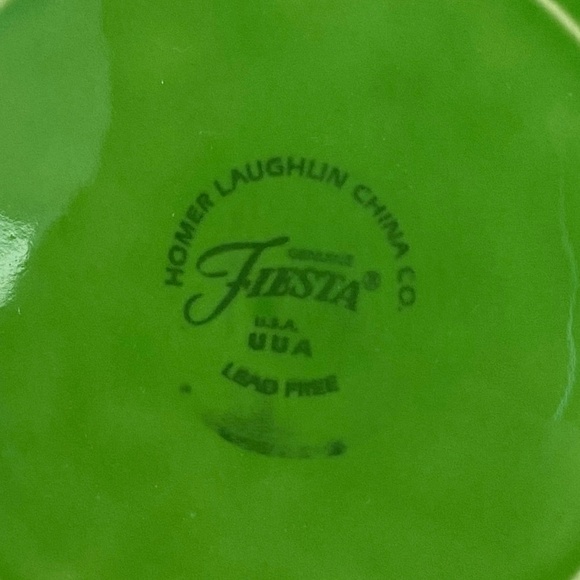 HOMER LAUGHLIN CHINA CO.
GENUINE
FIESTA®
U.S.A.
UUA
LEAD FREE